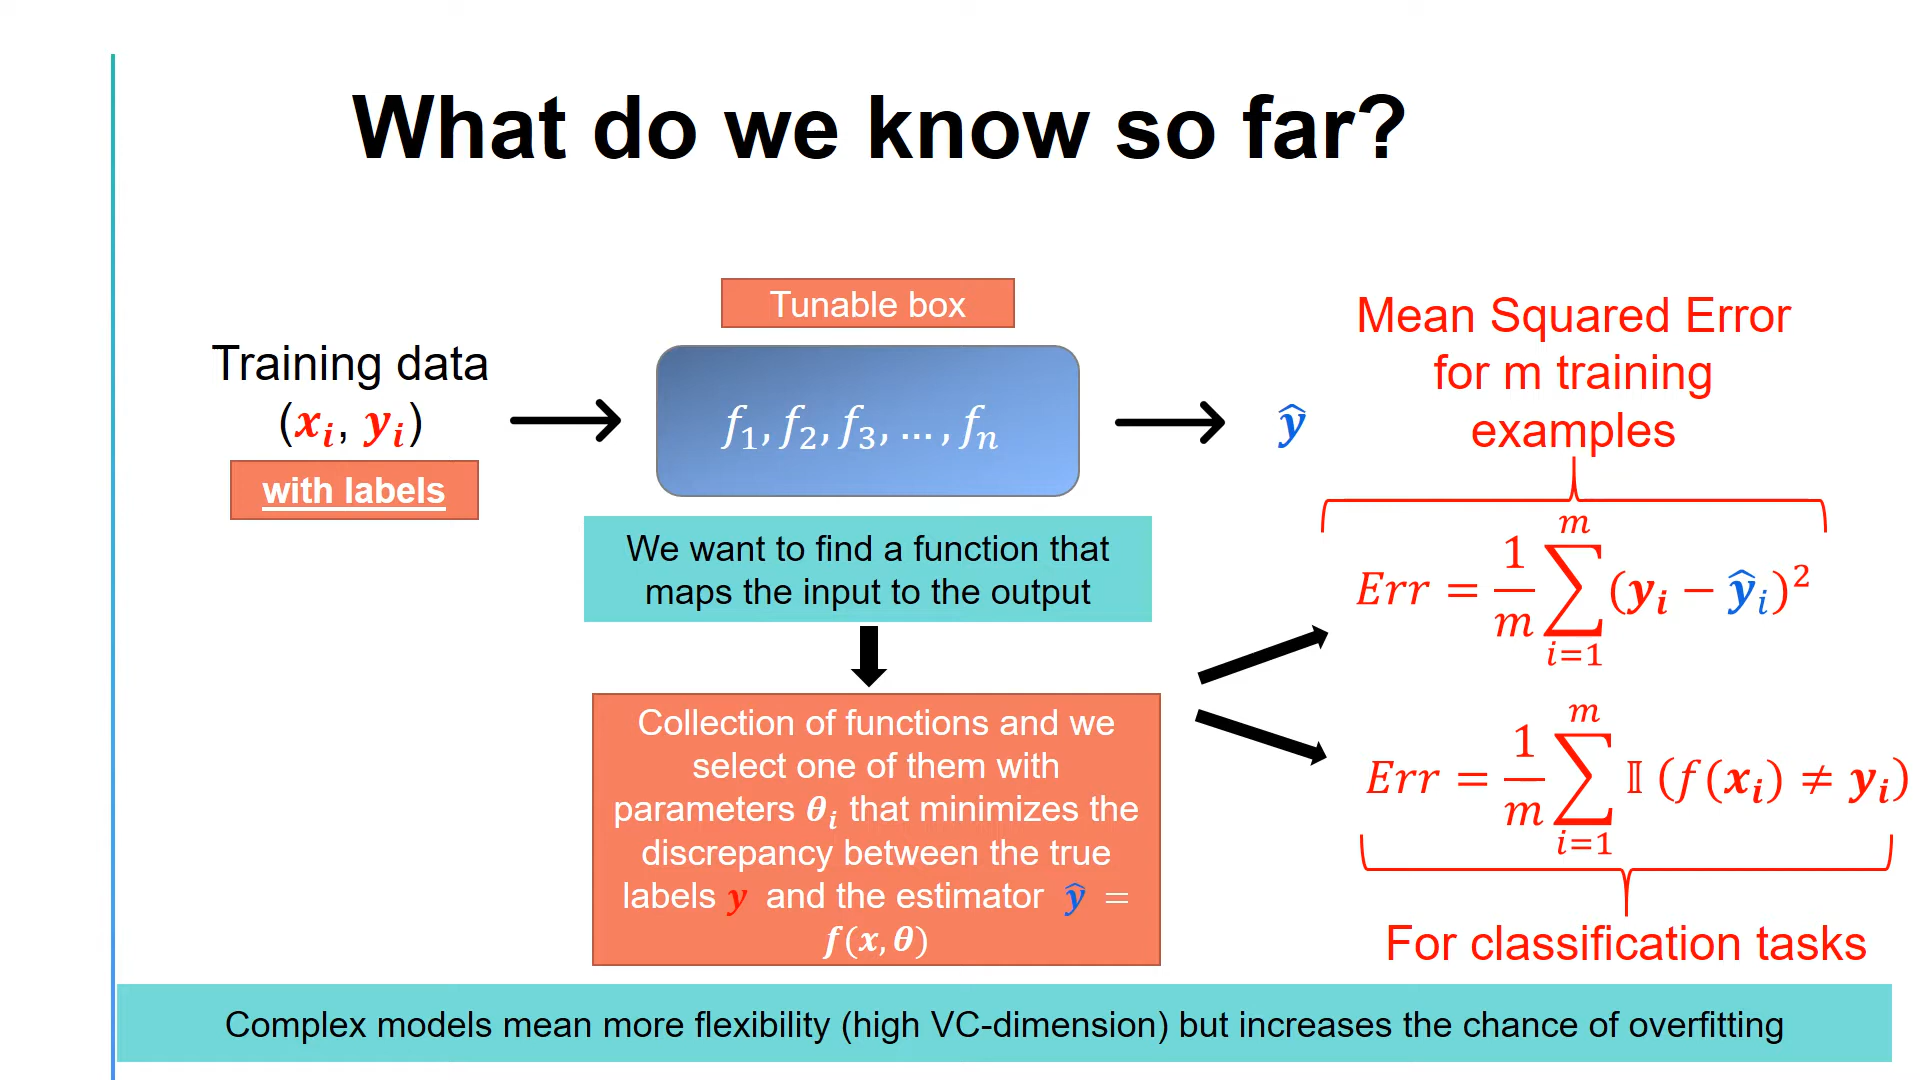 What do we know so far?
Tunable box
Training data
(xᵢ, yᵢ)
with labels
f₁, f₂, f₃, ..., fₙ
ŷ
We want to find a function that
maps the input to the output
Collection of functions and we
select one of them with
parameters θᵢ that minimizes the
discrepancy between the true
labels y and the estimator ŷ =
f(x, θ)
Mean Squared Error
for m training
examples
Err = 1/m ∑ᵢ₌₁ᵐ (yᵢ − ŷᵢ)²
Err = 1/m ∑ᵢ₌₁ᵐ 𝕀 (f(xᵢ) ≠ yᵢ)
For classification tasks
Complex models mean more flexibility (high VC-dimension) but increases the chance of overfitting